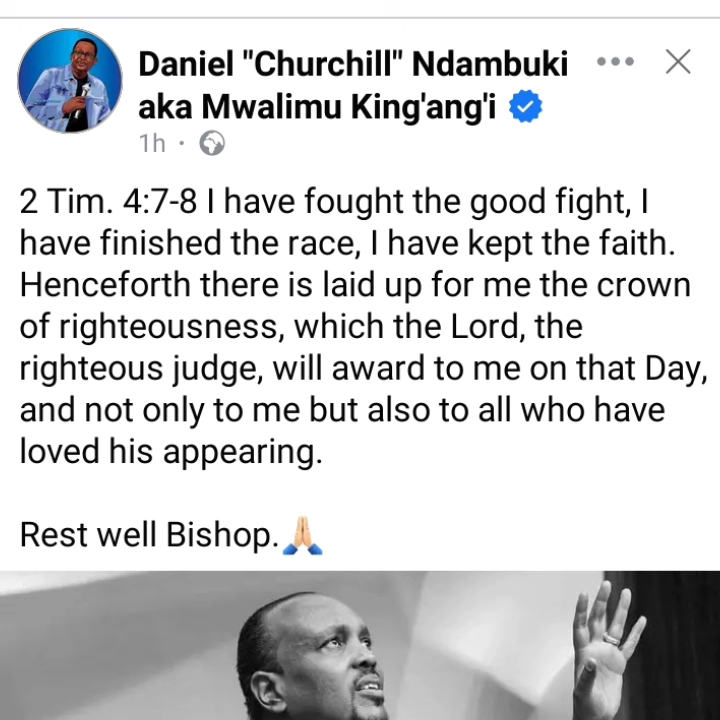 Daniel "Churchill" Ndambuki
aka Mwalimu King'ang'i
1h ·
2 Tim. 4:7-8 I have fought the good fight, I
have finished the race, I have kept the faith.
Henceforth there is laid up for me the crown
of righteousness, which the Lord, the
righteous judge, will award to me on that Day,
and not only to me but also to all who have
loved his appearing.
Rest well Bishop.🙏🏼